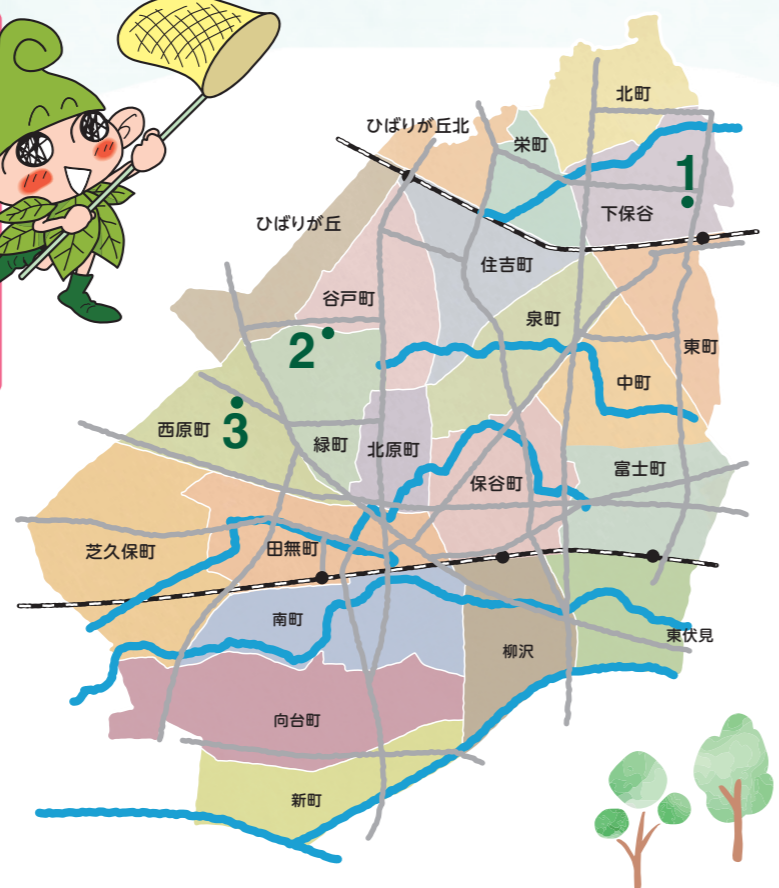 北町
ひばりが丘北
栄町
1
下保谷
ひばりが丘
住吉町
谷戸町
泉町
東町
2
中町
3
西原町
緑町
北原町
富士町
保谷町
芝久保町
田無町
南町
東伏見
柳沢
向台町
新町